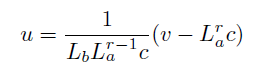 u = \frac{1}{L_b L_a^{r-1} c} (v - L_a^r c)